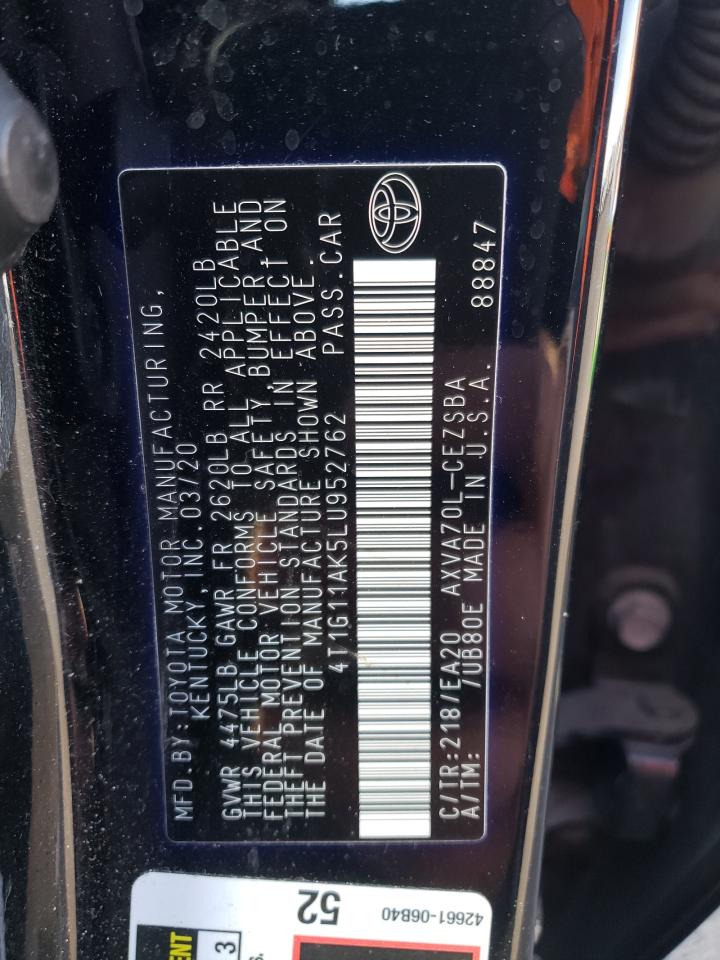 MFD.BY:TOYOTA MOTOR MANUFACTURING,
KENTUCKY, INC. 03/20
GVWR 4475LB GAWR FR 2620LB RR 2420LB
THIS VEHICLE CONFORMS TO ALL APPLICABLE
FEDERAL MOTOR VEHICLE SAFETY, BUMPER, AND
THEFT PREVENTION STANDARDS IN EFFECT ON
THE DATE OF MANUFACTURE SHOWN ABOVE.
4T1G11AK5LU952762 PASS.CAR
C/TR:218/EA20 AXVA70L-CEZSBA
A/TM: /UB80E MADE IN U.S.A. 88847
52
42661-06B40
3